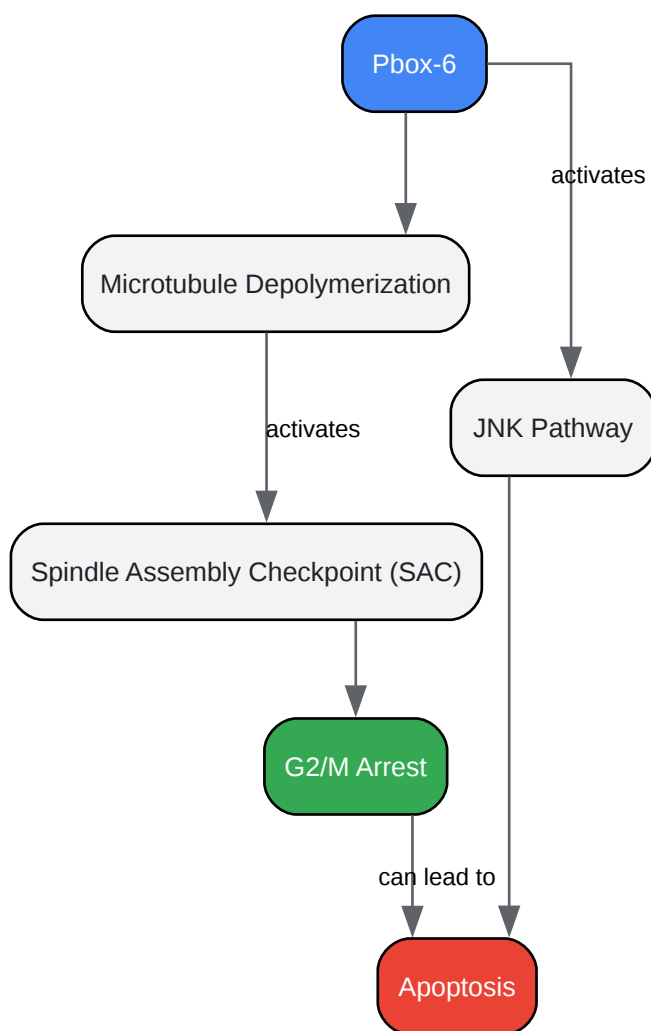 Pbox-6
activates
Microtubule Depolymerization
JNK Pathway
activates
Spindle Assembly Checkpoint (SAC)
G2/M Arrest
can lead to
Apoptosis